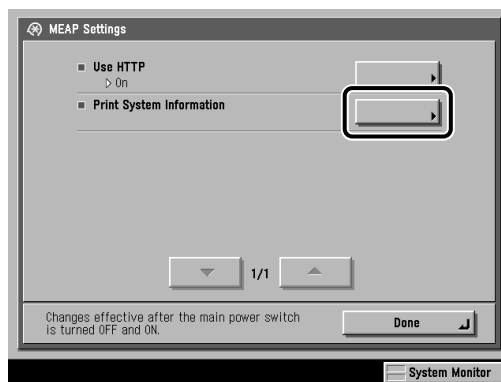 MEAP Settings
Use HTTP
On
Print System Information
1/1
Changes effective after the main power switch
is turned OFF and ON.
Done
System Monitor